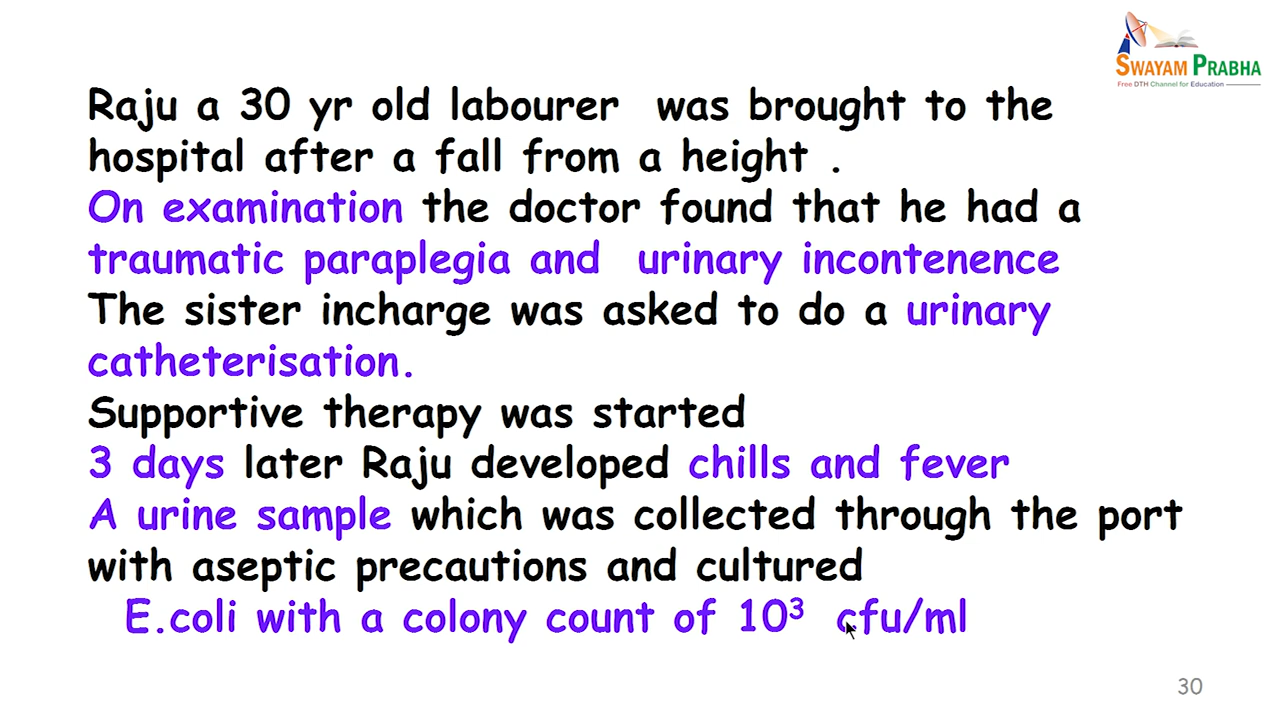 SWAYAM PRABHA
Free DTH Channel for Education
Raju a 30 yr old labourer was brought to the
hospital after a fall from a height .
On examination the doctor found that he had a
traumatic paraplegia and urinary incontenence
The sister incharge was asked to do a urinary
catheterisation.
Supportive therapy was started
3 days later Raju developed chills and fever
A urine sample which was collected through the port
with aseptic precautions and cultured
E.coli with a colony count of 10³ cfu/ml
30